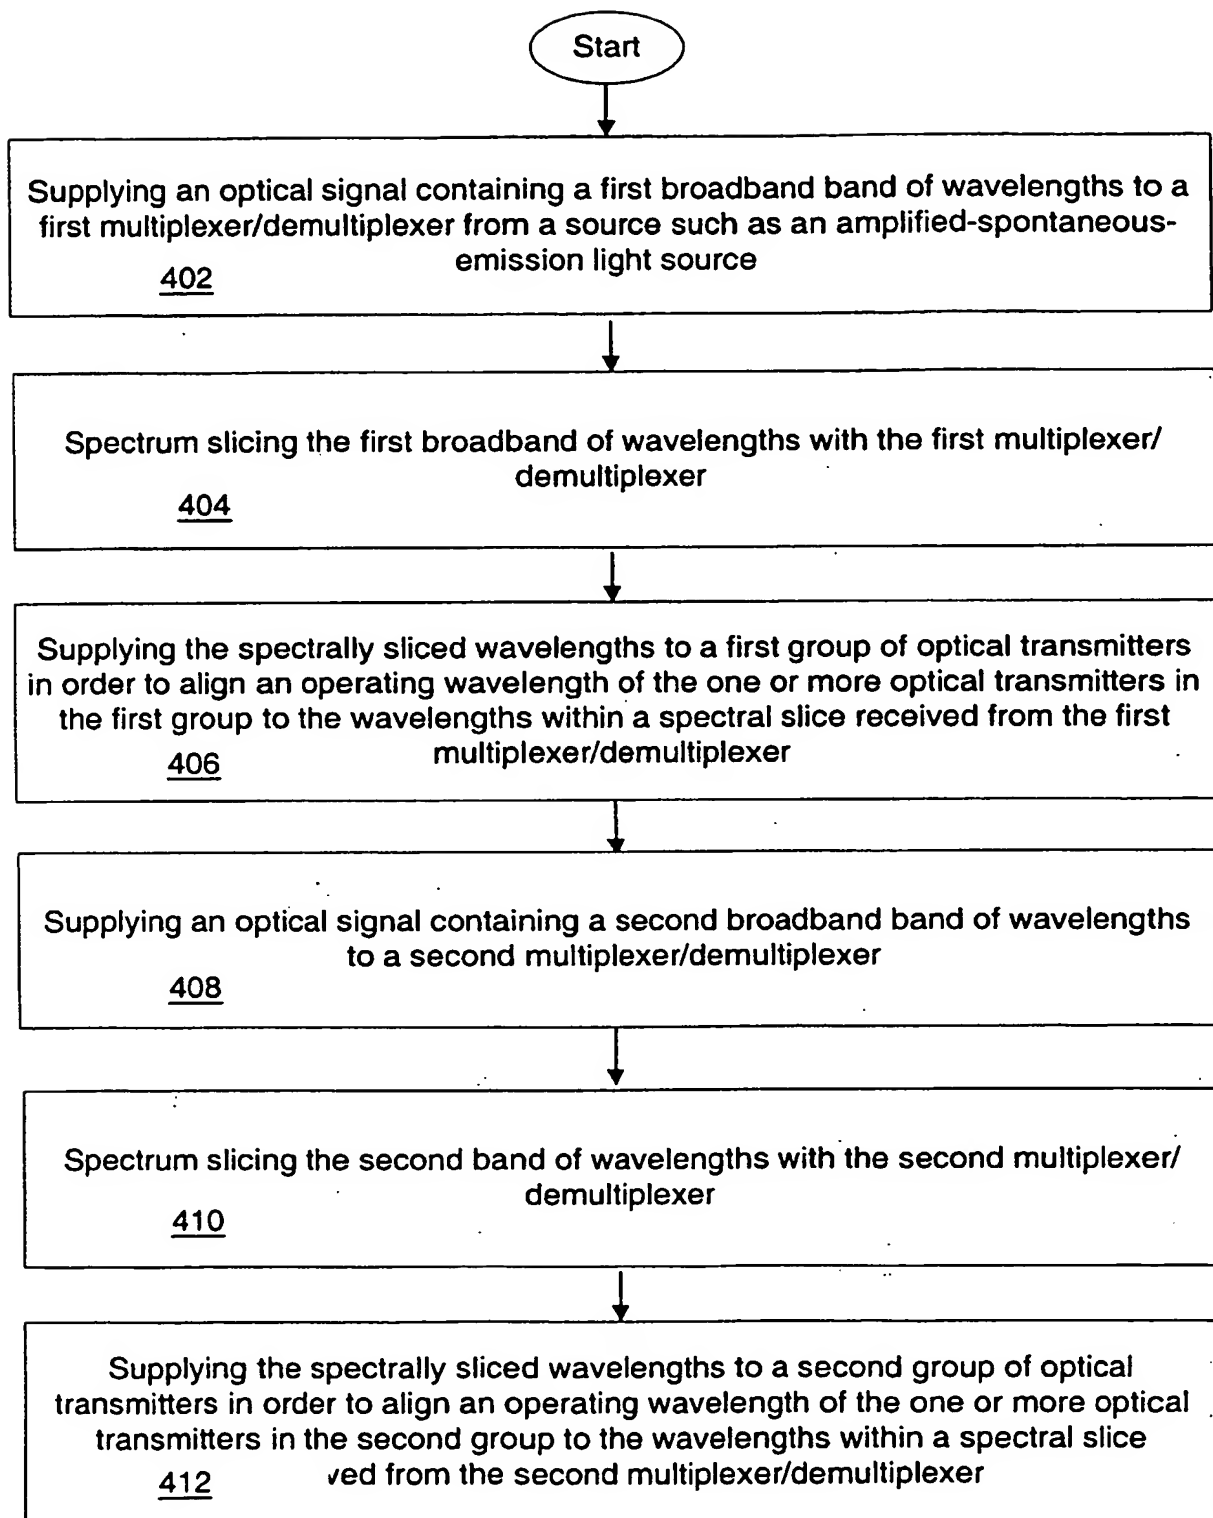 Start
Supplying an optical signal containing a first broadband band of wavelengths to a
first multiplexer/demultiplexer from a source such as an amplified-spontaneous-
emission light source
402
Spectrum slicing the first broadband of wavelengths with the first multiplexer/
demultiplexer
404
Supplying the spectrally sliced wavelengths to a first group of optical transmitters
in order to align an operating wavelength of the one or more optical transmitters in
the first group to the wavelengths within a spectral slice received from the first
multiplexer/demultiplexer
406
Supplying an optical signal containing a second broadband band of wavelengths
to a second multiplexer/demultiplexer
408
Spectrum slicing the second band of wavelengths with the second multiplexer/
demultiplexer
410
Supplying the spectrally sliced wavelengths to a second group of optical
transmitters in order to align an operating wavelength of the one or more optical
transmitters in the second group to the wavelengths within a spectral slice
from the second multiplexer/demultiplexer
412